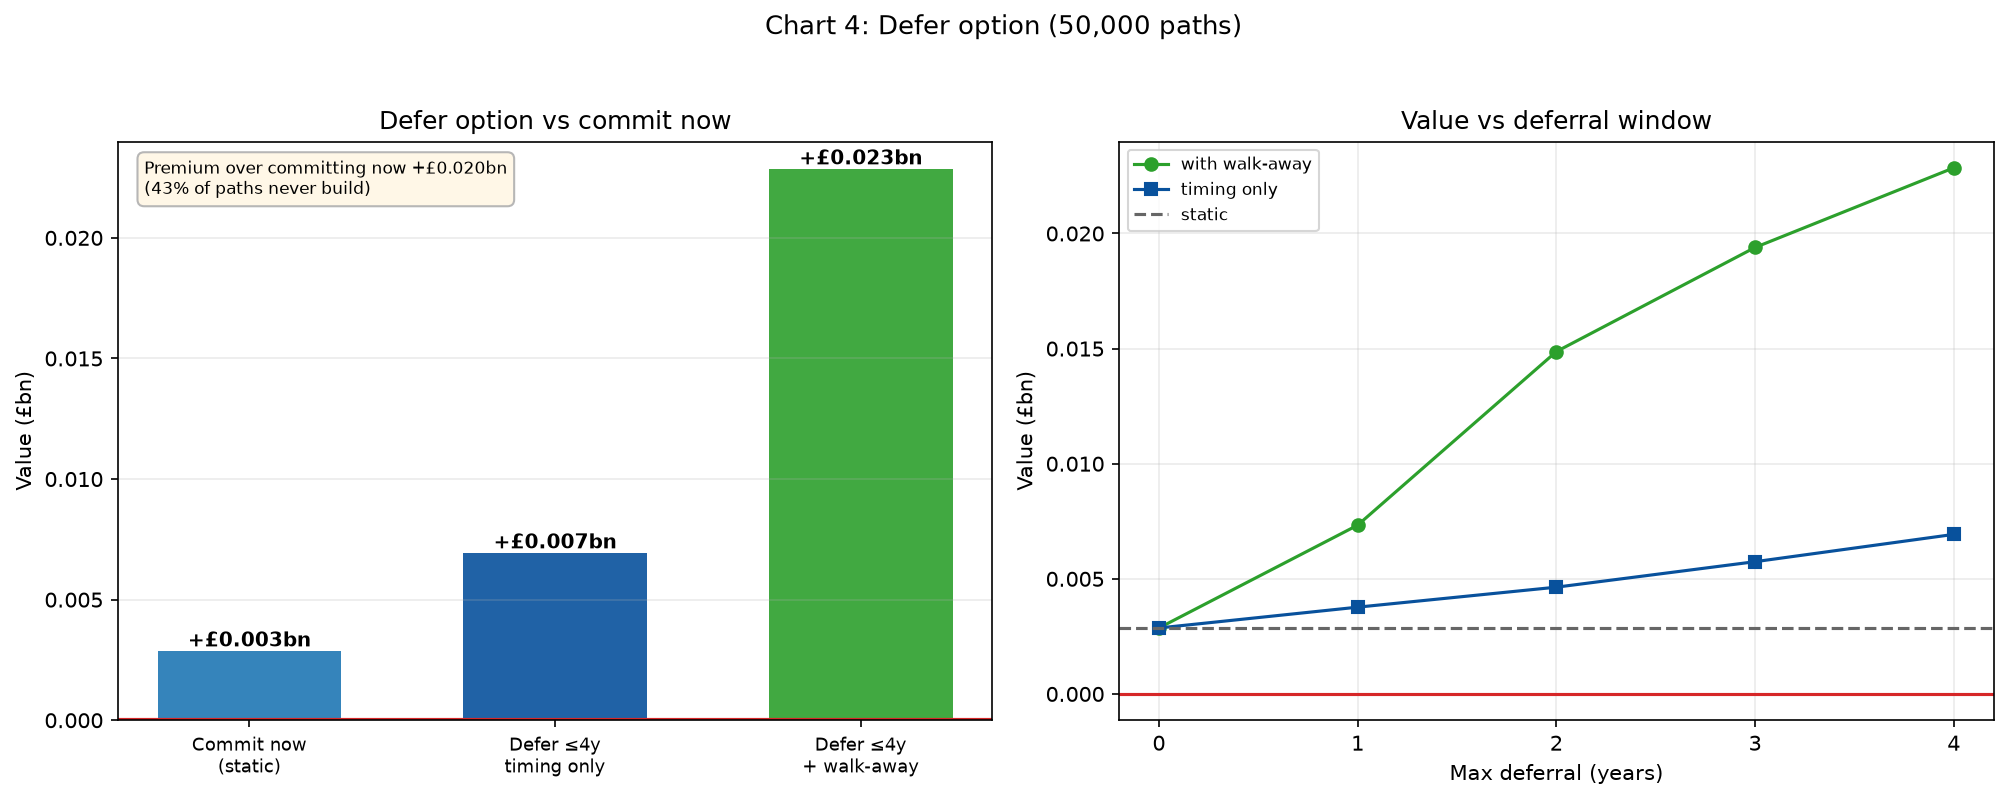 Chart 4: Defer option (50,000 paths)
Defer option vs commit now
Premium over committing now +£0.020bn
(43% of paths never build)
+£0.003bn
+£0.007bn
+£0.023bn
Value (£bn)
0.020
0.015
0.010
0.005
0.000
Commit now
(static)
Defer ≤4y
timing only
Defer ≤4y
+ walk-away
Value vs deferral window
with walk-away
timing only
static
Value (£bn)
0.020
0.015
0.010
0.005
0.000
0 1 2 3 4
Max deferral (years)